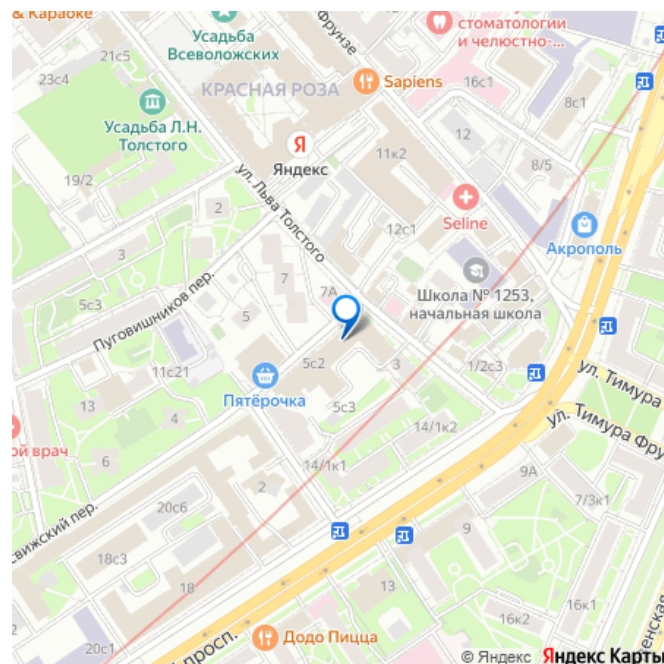 & Караоке
21с5
Усадьба
Всеволожских
Фрунзе
стоматологии
и челюстно-...
23с4
КРАСНАЯ РОЗА
Sapiens
16с1
8с1
Усадьба Л.Н.
Толстого
12
Я
Яндекс
11к2
8/5
19/2
ул. Льва Толстого
2
Seline
12с1
Акрополь
3
7
7А
Школа № 1253,
начальная школа
Пуговишников пер.
5с3
5
5с2
3
1/2с3
11с21
Пятёрочка
ул. Тимура
13
4
5с3
14/1к2
ул. Тимура Фру
ой врач
6
14/1к1
9А
2
20с6
7/3к1
вижский пер.
18с3
9
18
13
16к1
16к2
20с1
просп.
Додо Пицца
енская
© Яндекс Яндекс Карты